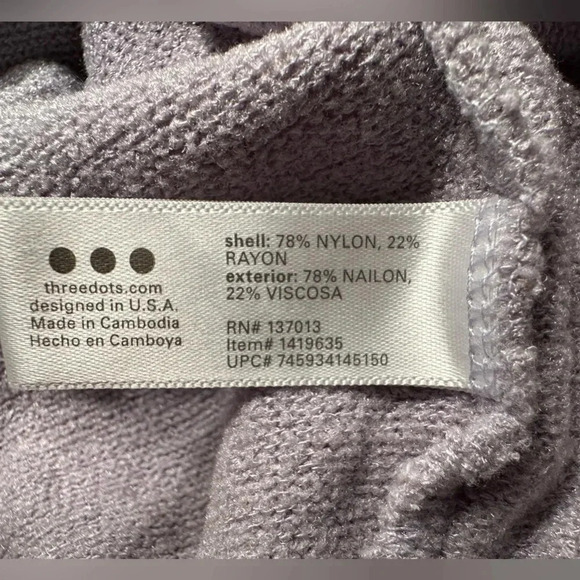 threedots.com
designed in U.S.A.
Made in Cambodia
Hecho en Camboya
shell: 78% NYLON, 22%
RAYON
exterior: 78% NAILON,
22% VISCOSA
RN# 137013
Item# 1419635
UPC# 745934145150